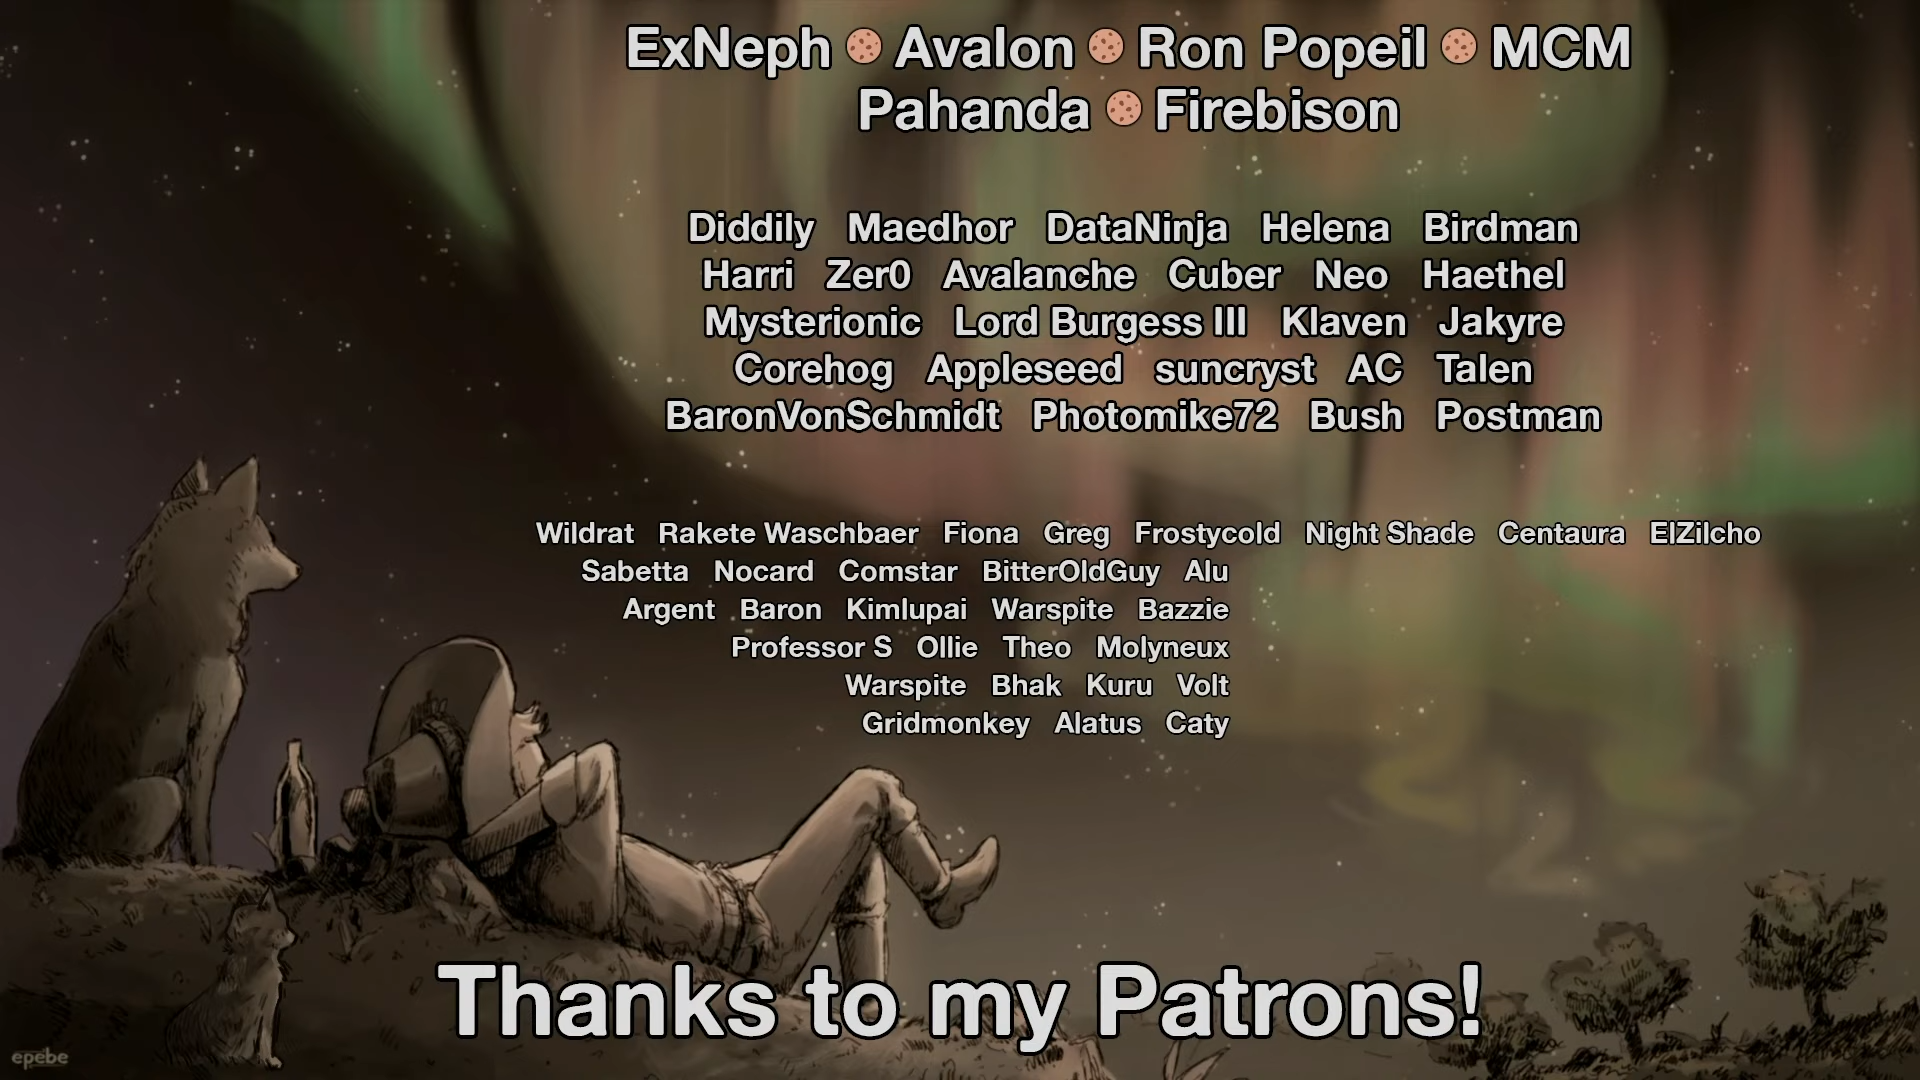 ExNeph Avalon Ron Popeil MCM
Pahanda Firebison
Diddily Maedhor DataNinja Helena Birdman
Harri Zer0 Avalanche Cuber Neo Haethel
Mysterionic Lord Burgess III Klaven Jakyre
Corehog Appleseed suncryst AC Talen
BaronVonSchmidt Photomike72 Bush Postman
Wildrat Rakete Waschbaer Fiona Greg Frostycold Night Shade Centaura ElZilcho
Sabetta Nocard Comstar BitterOldGuy Alu
Argent Baron Kimlupai Warspite Bazzie
Professor S Ollie Theo Molyneux
Warspite Bhak Kuru Volt
Gridmonkey Alatus Caty
Thanks to my Patrons!
epebe